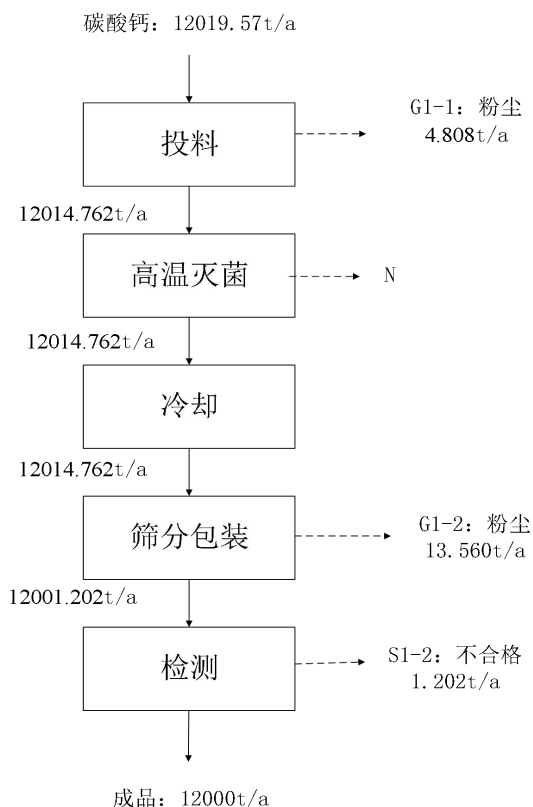 碳酸钙：12019.57t/a
投料
G1-1：粉尘
4.808t/a
12014.762t/a
高温灭菌
N
12014.762t/a
冷却
12014.762t/a
筛分包装
G1-2：粉尘
13.560t/a
12001.202t/a
检测
S1-2：不合格
1.202t/a
成品：12000t/a